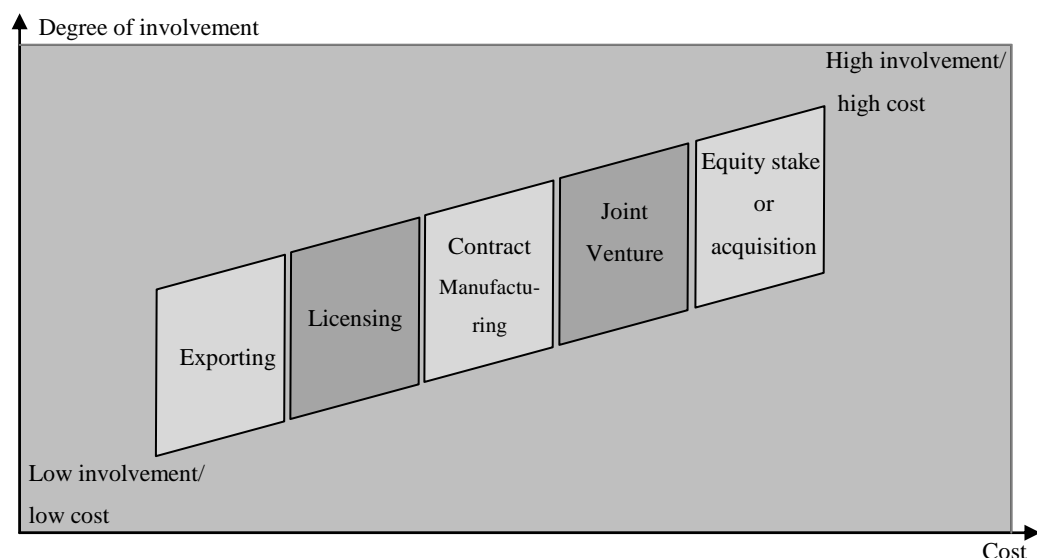 Degree of involvement
High involvement/
high cost
Equity stake
or
acquisition
Joint
Venture
Contract
Manufactu-
ring
Licensing
Exporting
Low involvement/
low cost
Cost